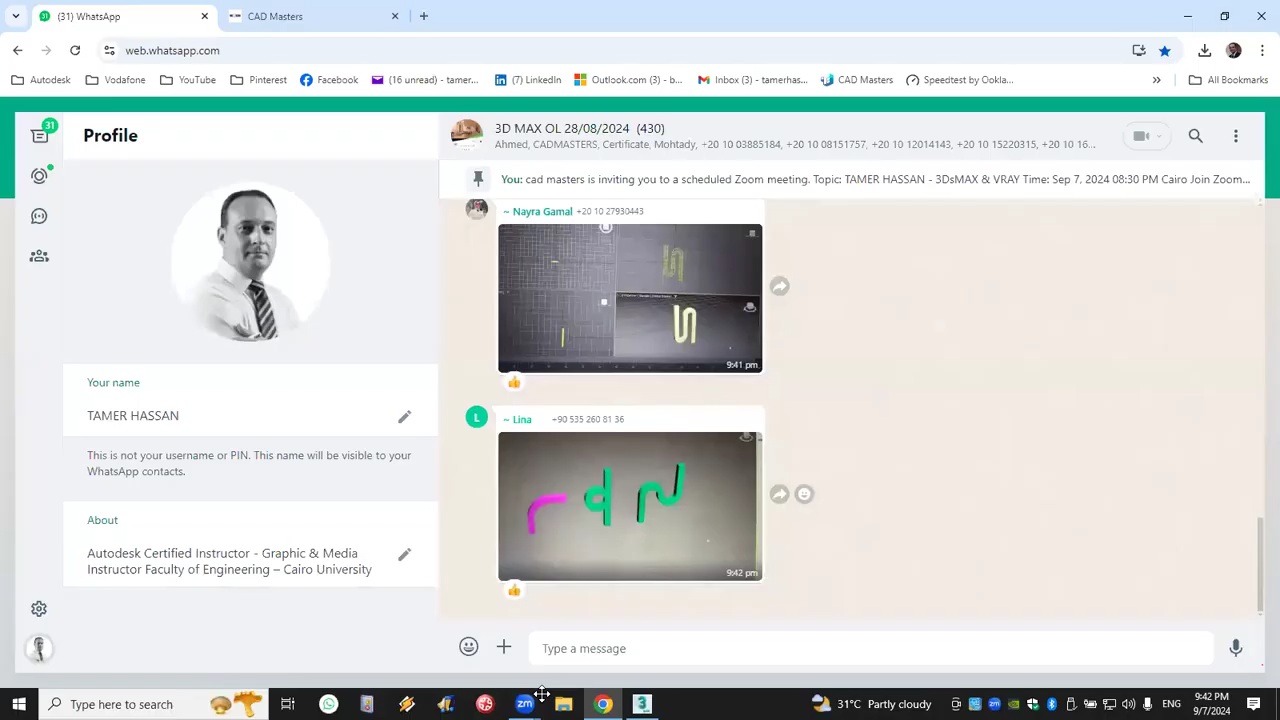 (31) WhatsApp
CAD Masters
web.whatsapp.com
Autodesk
Vodafone
YouTube
Pinterest
Facebook
(16 unread) - tamer...
(7) LinkedIn
Outlook.com (3) - b...
Inbox (3) - tamerhas...
CAD Masters
Speedtest by Ookla...
All Bookmarks
31
Profile
3D MAX OL 28/08/2024 (430)
Ahmed, CADMASTERS, Certificate, Mohtady, +20 10 03885184, +20 10 08151757, +20 10 12014143, +20 10 15220315, +20 10 16...
You: cad masters is inviting you to a scheduled Zoom meeting. Topic: TAMER HASSAN - 3DsMAX & VRAY Time: Sep 7, 2024 08:30 PM Cairo Join Zoom...
~ Nayra Gamal +20 10 27930443
9:41 pm
Your name
TAMER HASSAN
This is not your username or PIN. This name will be visible to your
WhatsApp contacts.
About
Autodesk Certified Instructor - Graphic & Media
Instructor Faculty of Engineering – Cairo University
L
~ Lina +90 535 260 81 36
9:42 pm
Type a message
Type here to search
zm
3
31°C Partly cloudy
ENG
9:42 PM
9/7/2024